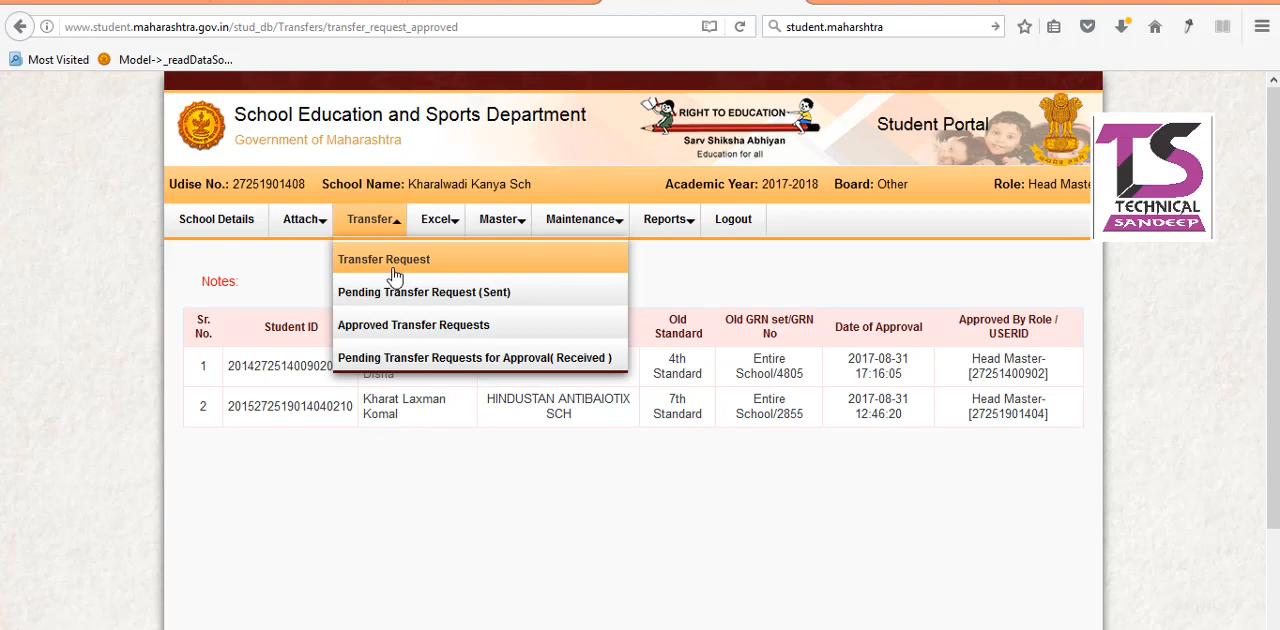 www.student.maharashtra.gov.in/stud_db/Transfers/transfer_request_approved
student.maharshtra
Most Visited
Model->_readDataSo...
School Education and Sports Department
Government of Maharashtra
RIGHT TO EDUCATION
Sarv Shiksha Abhiyan
Education for all
Student Portal
Udise No.: 27251901408 School Name: Kharalwadi Kanya Sch Academic Year: 2017-2018 Board: Other Role: Head Maste
TS
TECHNICAL
SANDEEP
School Details Attach Transfer Excel Master Maintenance Reports Logout
Transfer Request
Pending Transfer Request (Sent)
Approved Transfer Requests
Pending Transfer Requests for Approval( Received )
Notes:
Sr. No. Student ID Old Standard Old GRN set/GRN No Date of Approval Approved By Role / USERID
1 2014272514009020 Disha 4th Standard Entire School/4805 2017-08-31 17:16:05 Head Master-[27251400902]
2 2015272519014040210 Kharat Laxman Komal HINDUSTAN ANTIBAIOTIX SCH 7th Standard Entire School/2855 2017-08-31 12:46:20 Head Master-[27251901404]